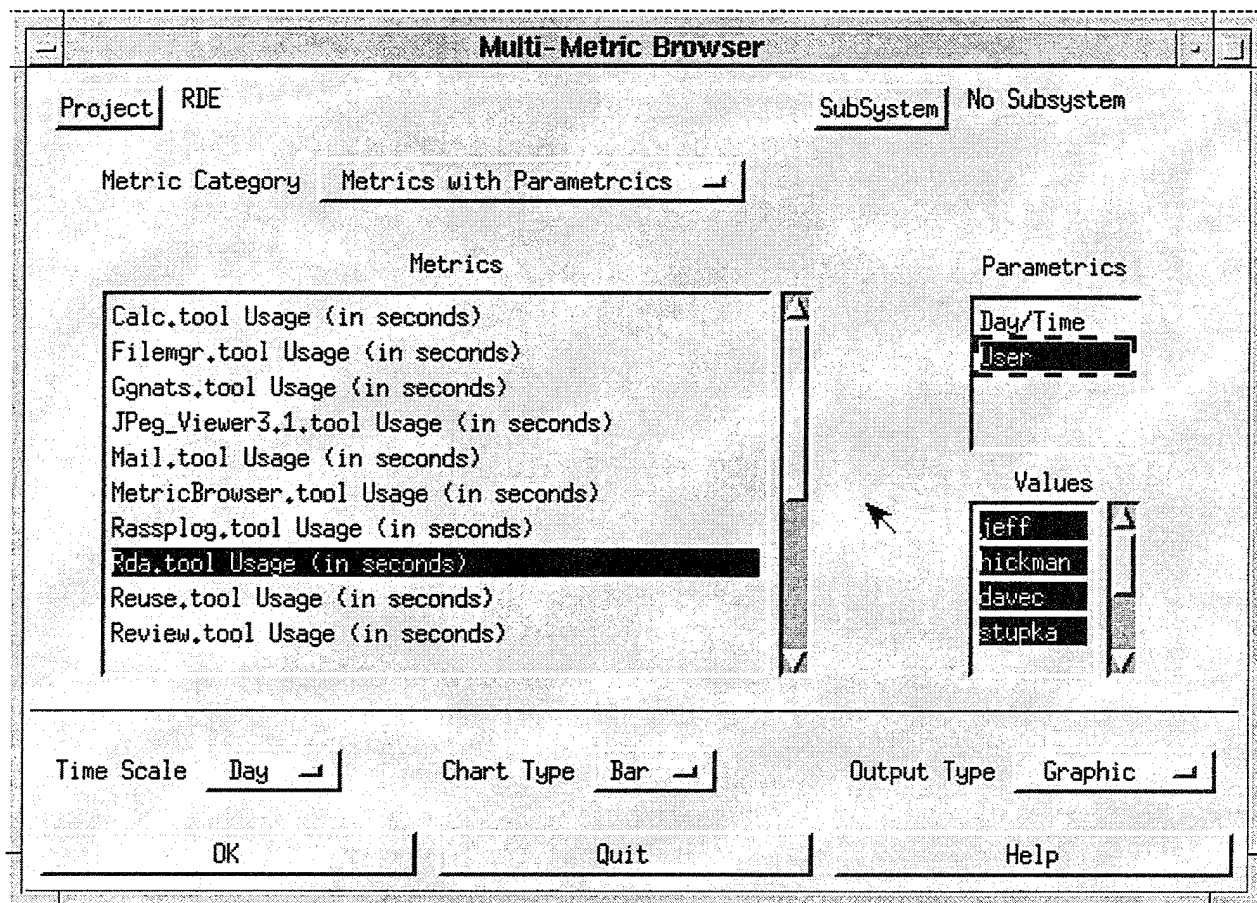 Multi-Metric Browser
Project RDE SubSystem No Subsystem
Metric Category Metrics with Parametrcics
Metrics
Parametrics
Calc.tool Usage (in seconds)
Filemgr.tool Usage (in seconds)
Ggnats.tool Usage (in seconds)
JPeg_Viewer3.1.tool Usage (in seconds)
Mail.tool Usage (in seconds)
MetricBrowser.tool Usage (in seconds)
Rassplog.tool Usage (in seconds)
Rda.tool Usage (in seconds)
Reuse.tool Usage (in seconds)
Review.tool Usage (in seconds)
Day/Time
User
Values
jeff
hickman
davec
stupka
Time Scale Day Chart Type Bar Output Type Graphic
OK Quit Help